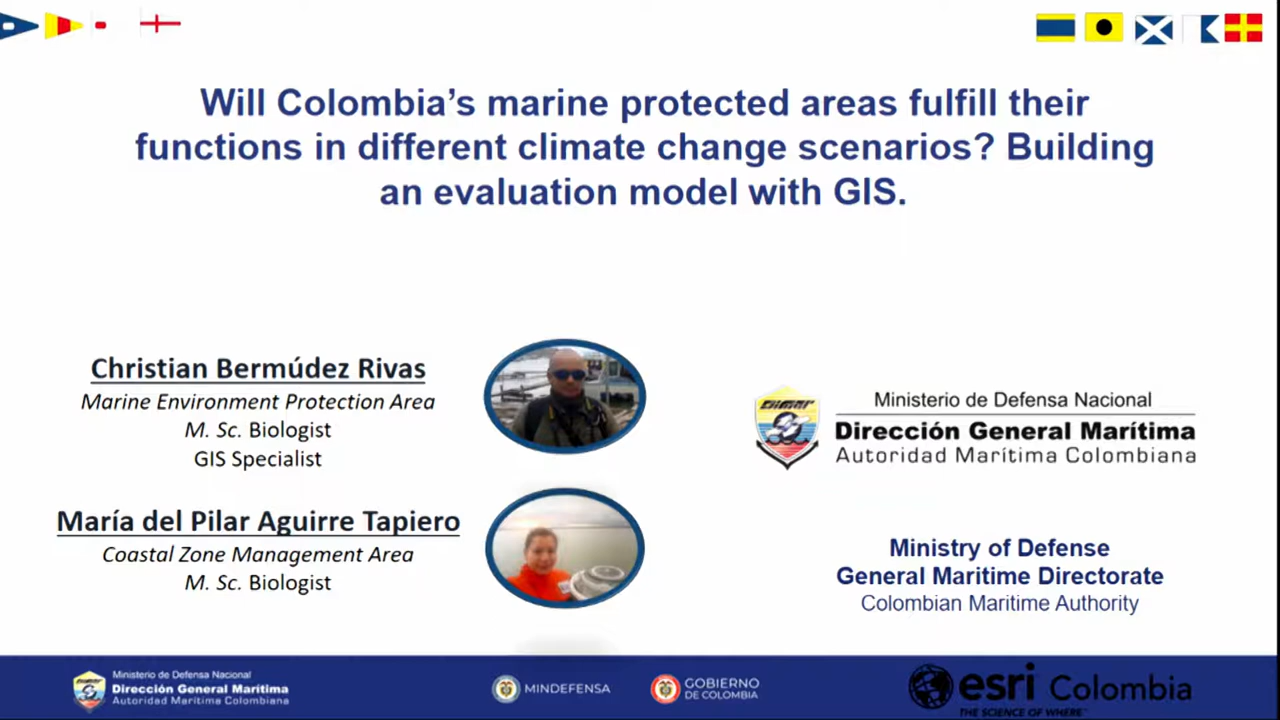 Will Colombia's marine protected areas fulfill their
functions in different climate change scenarios? Building
an evaluation model with GIS.
Christian Bermúdez Rivas
Marine Environment Protection Area
M. Sc. Biologist
GIS Specialist
María del Pilar Aguirre Tapiero
Coastal Zone Management Area
M. Sc. Biologist
DIMAR
Ministerio de Defensa Nacional
Dirección General Marítima
Autoridad Marítima Colombiana
Ministry of Defense
General Maritime Directorate
Colombian Maritime Authority
Ministerio de Defensa Nacional
Dirección General Marítima
Autoridad Marítima Colombiana
MINDEFENSA
GOBIERNO
DE COLOMBIA
esri Colombia
THE SCIENCE OF WHERE™